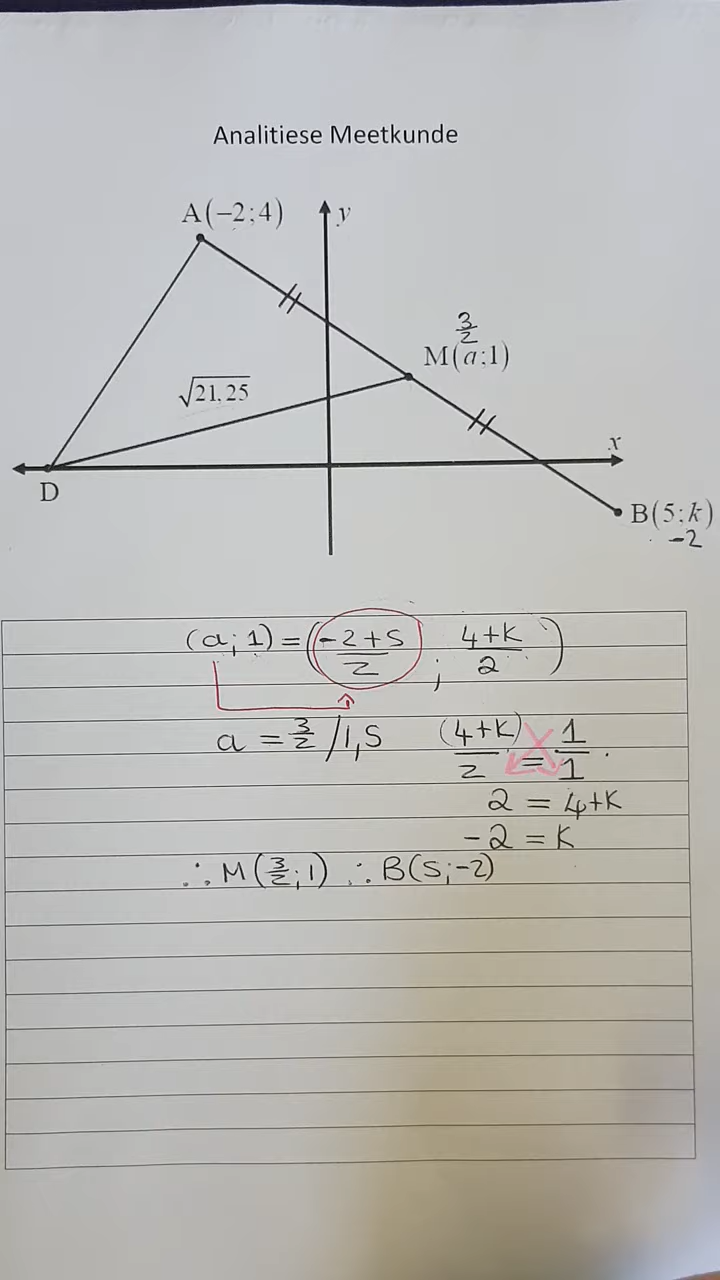 Analitiese Meetkunde
A(−2;4)
y
3/2
M(a;1)
√21,25
x
D
B(5;k)
-2
(a;1) = (-2+5/2 ; 4+k/2)
a = 3/2 /1,5
(4+k)/2 = 1/1.
2 = 4+k
-2 = k
∴ M(3/2;1) ∴ B(5;-2)